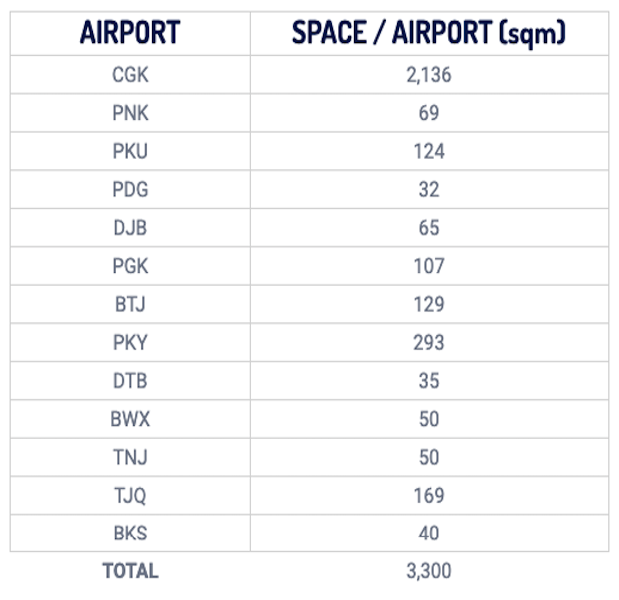 AIRPORT SPACE / AIRPORT (sqm)
CGK 2,136
PNK 69
PKU 124
PDG 32
DJB 65
PGK 107
BTJ 129
PKY 293
DTB 35
BWX 50
TNJ 50
TJQ 169
BKS 40
TOTAL 3,300